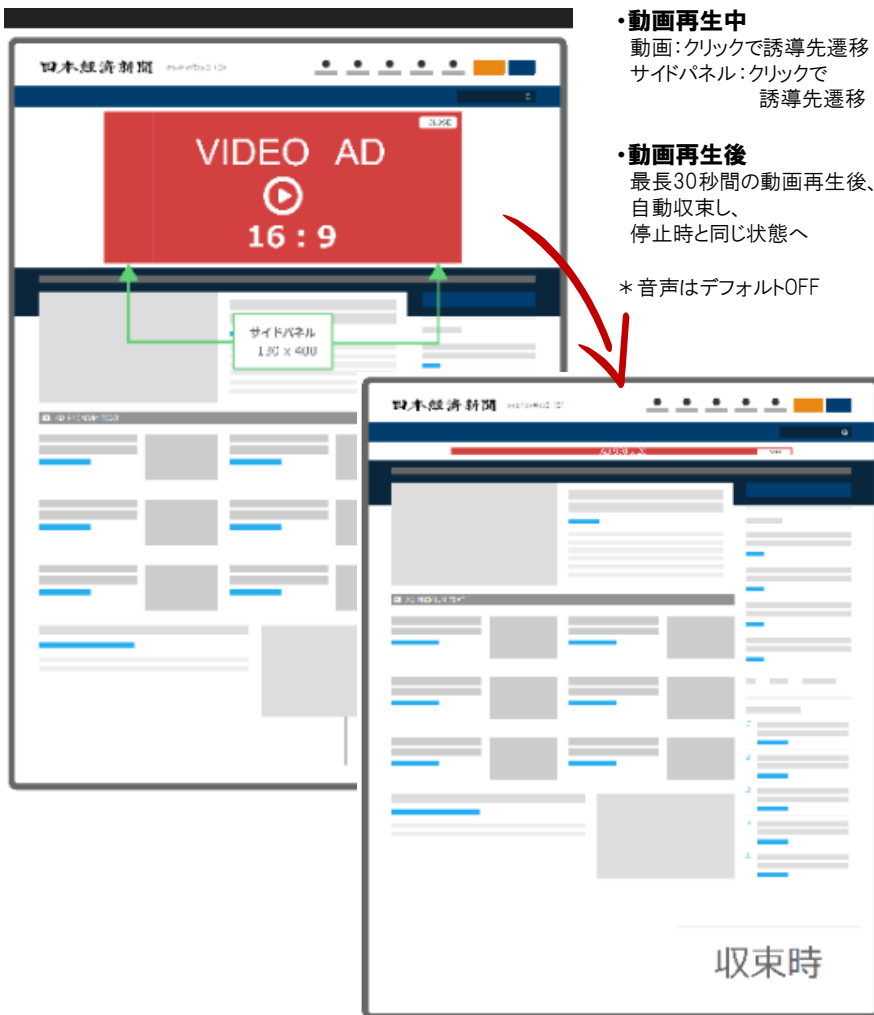 ・動画再生中
動画：クリックで誘導先遷移
サイドパネル：クリックで
誘導先遷移
・動画再生後
最長30秒間の動画再生後、
自動収束し、
停止時と同じ状態へ
＊音声はデフォルトOFF
日本経済新聞
CLOSE
VIDEO AD
16：9
サイドパネル
130 x 400
日本経済新聞
収束時